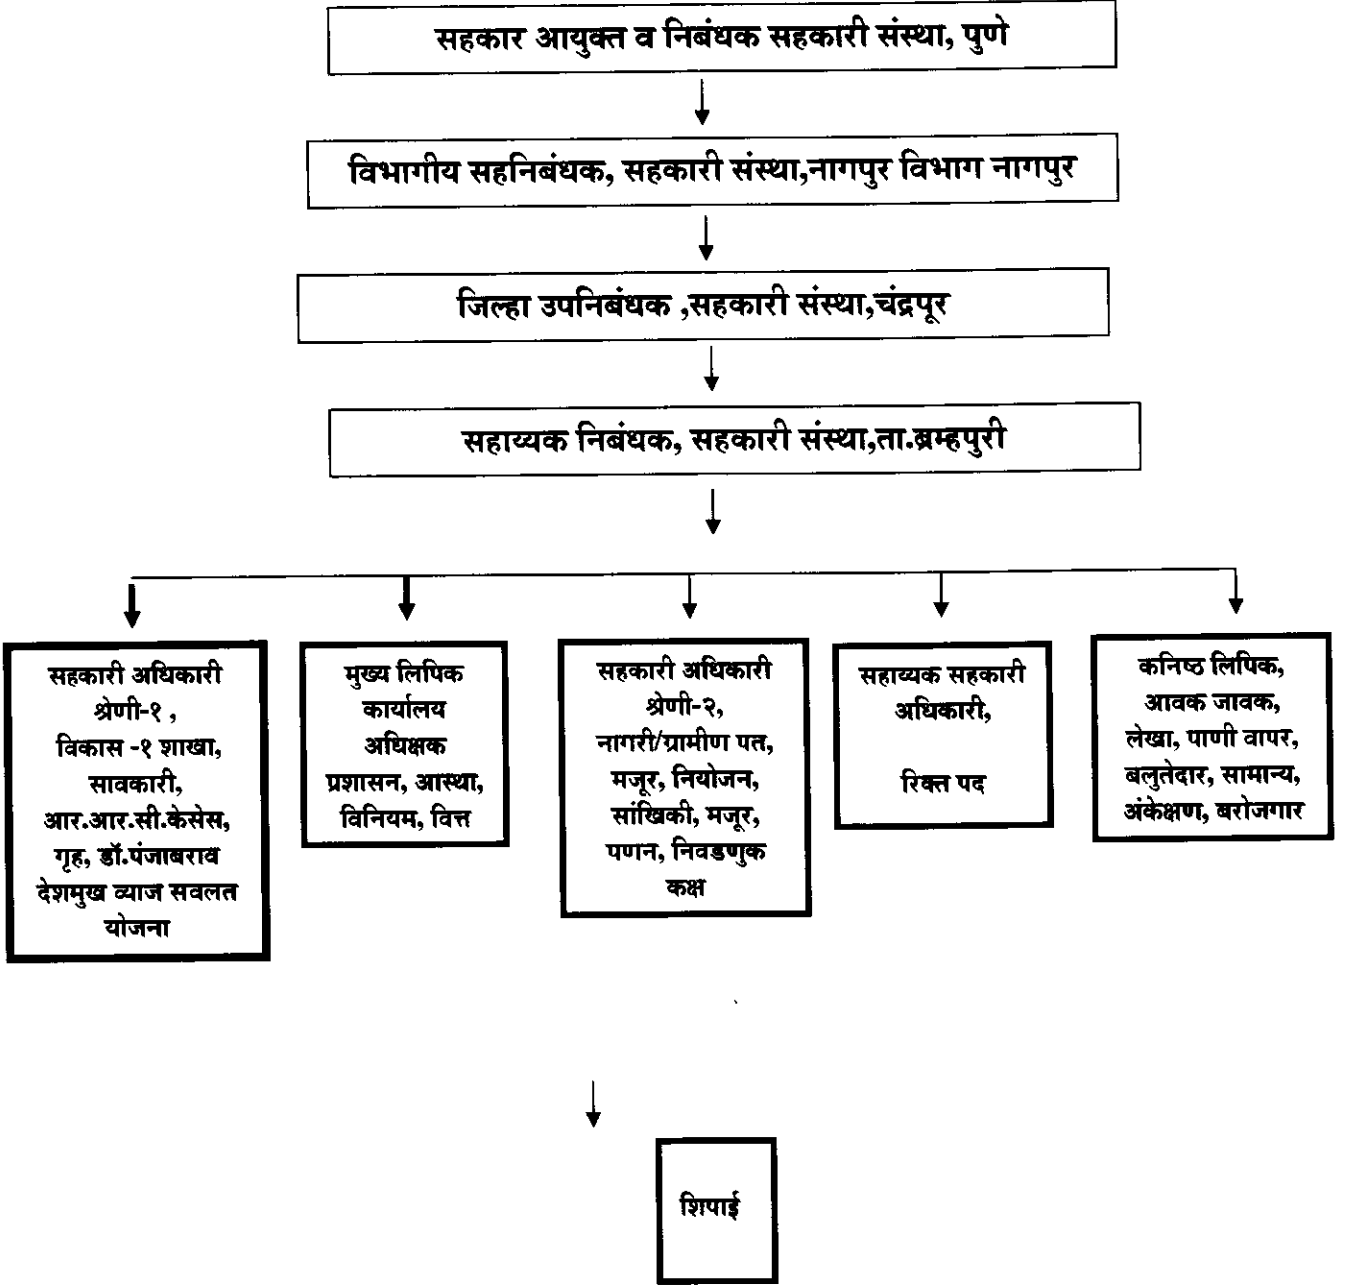 सहकार आयुक्त व निबंधक सहकारी संस्था, पुणे
विभागीय सहनिबंधक, सहकारी संस्था,नागपुर विभाग नागपुर
जिल्हा उपनिबंधक ,सहकारी संस्था,चंद्रपूर
सहाय्यक निबंधक, सहकारी संस्था,ता.ब्रम्हपुरी
सहकारी अधिकारी
श्रेणी-१ ,
विकास -१ शाखा,
सावकारी,
आर.आर.सी.केसेस,
गृह, डॉ.पंजाबराव
देशमुख व्याज सवलत
योजना
मुख्य लिपिक
कार्यालय
अधिक्षक
प्रशासन, आस्था,
विनियम, वित्त
सहकारी अधिकारी
श्रेणी-२,
नागरी/ग्रामीण पत,
मजूर, नियोजन,
सांखिकी, मजूर,
पणन, निवडणुक
कक्ष
सहाय्यक सहकारी
अधिकारी,
रिक्त पद
कनिष्ठ लिपिक,
आवक जावक,
लेखा, पाणी वापर,
बलुतेदार, सामान्य,
अंकेक्षण, बरोजगार
शिपाई